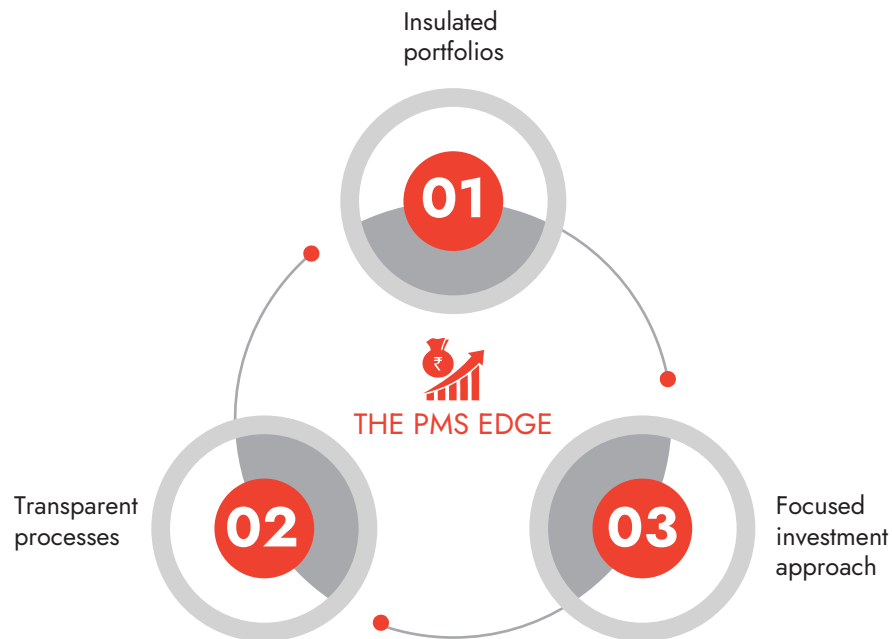 Insulated
portfolios
01
₹
THE PMS EDGE
Transparent
processes
02
03
Focused
investment
approach